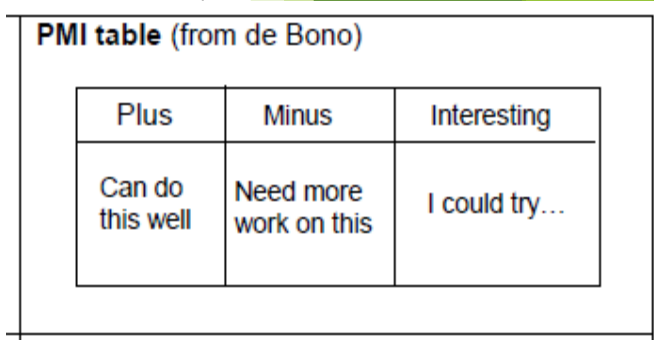 PMI table (from de Bono)
Plus
Minus
Interesting
Can do
this well
Need more
work on this
I could try…